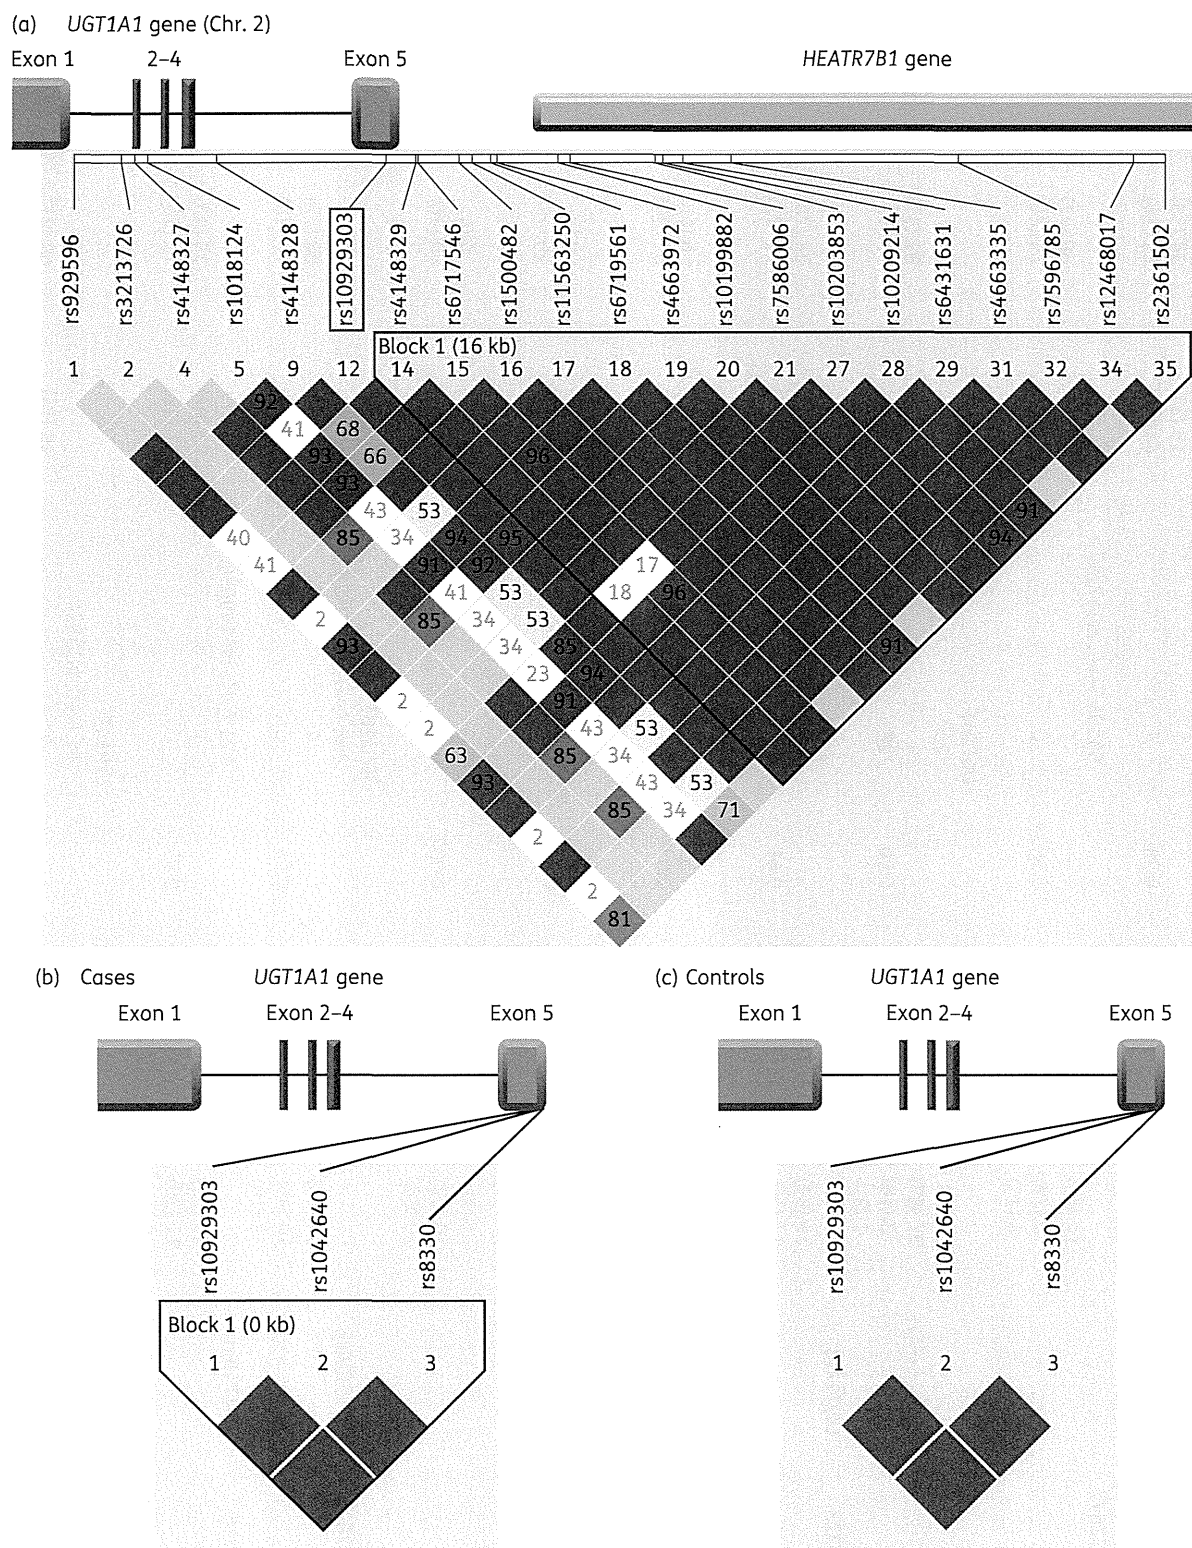 (a) UGT1A1 gene (Chr. 2)
Exon 1 2–4 Exon 5 HEATR7B1 gene
rs929596
rs3213726
rs41483327
rs1018124
rs41483328
rs10929303
rs41483329
rs6717546
rs1500482
rs11563250
rs6719561
rs4663972
rs10199882
rs7586006
rs10203853
rs10209214
rs6431631
rs4663335
rs7596785
rs12468017
rs2361502
Block 1 (16 kb)
1 2 4 5 9 12 14 15 16 17 18 19 20 21 27 28 29 31 32 34 35
92
41 68
93 66 96
93
43 53 91
40 85 34 94 95 94
41 91 92 17
41 53 18 96
2 85 34 53
93 34 85 91
23 94
2 91
2 43 53
63 85 34
93 43 53
85 34 71
2
2
81
(b) Cases UGT1A1 gene
Exon 1 Exon 2–4 Exon 5
rs10929303
rs1042640
rs8330
Block 1 (0 kb)
1 2 3
(c) Controls UGT1A1 gene
Exon 1 Exon 2–4 Exon 5
rs10929303
rs1042640
rs8330
1 2 3